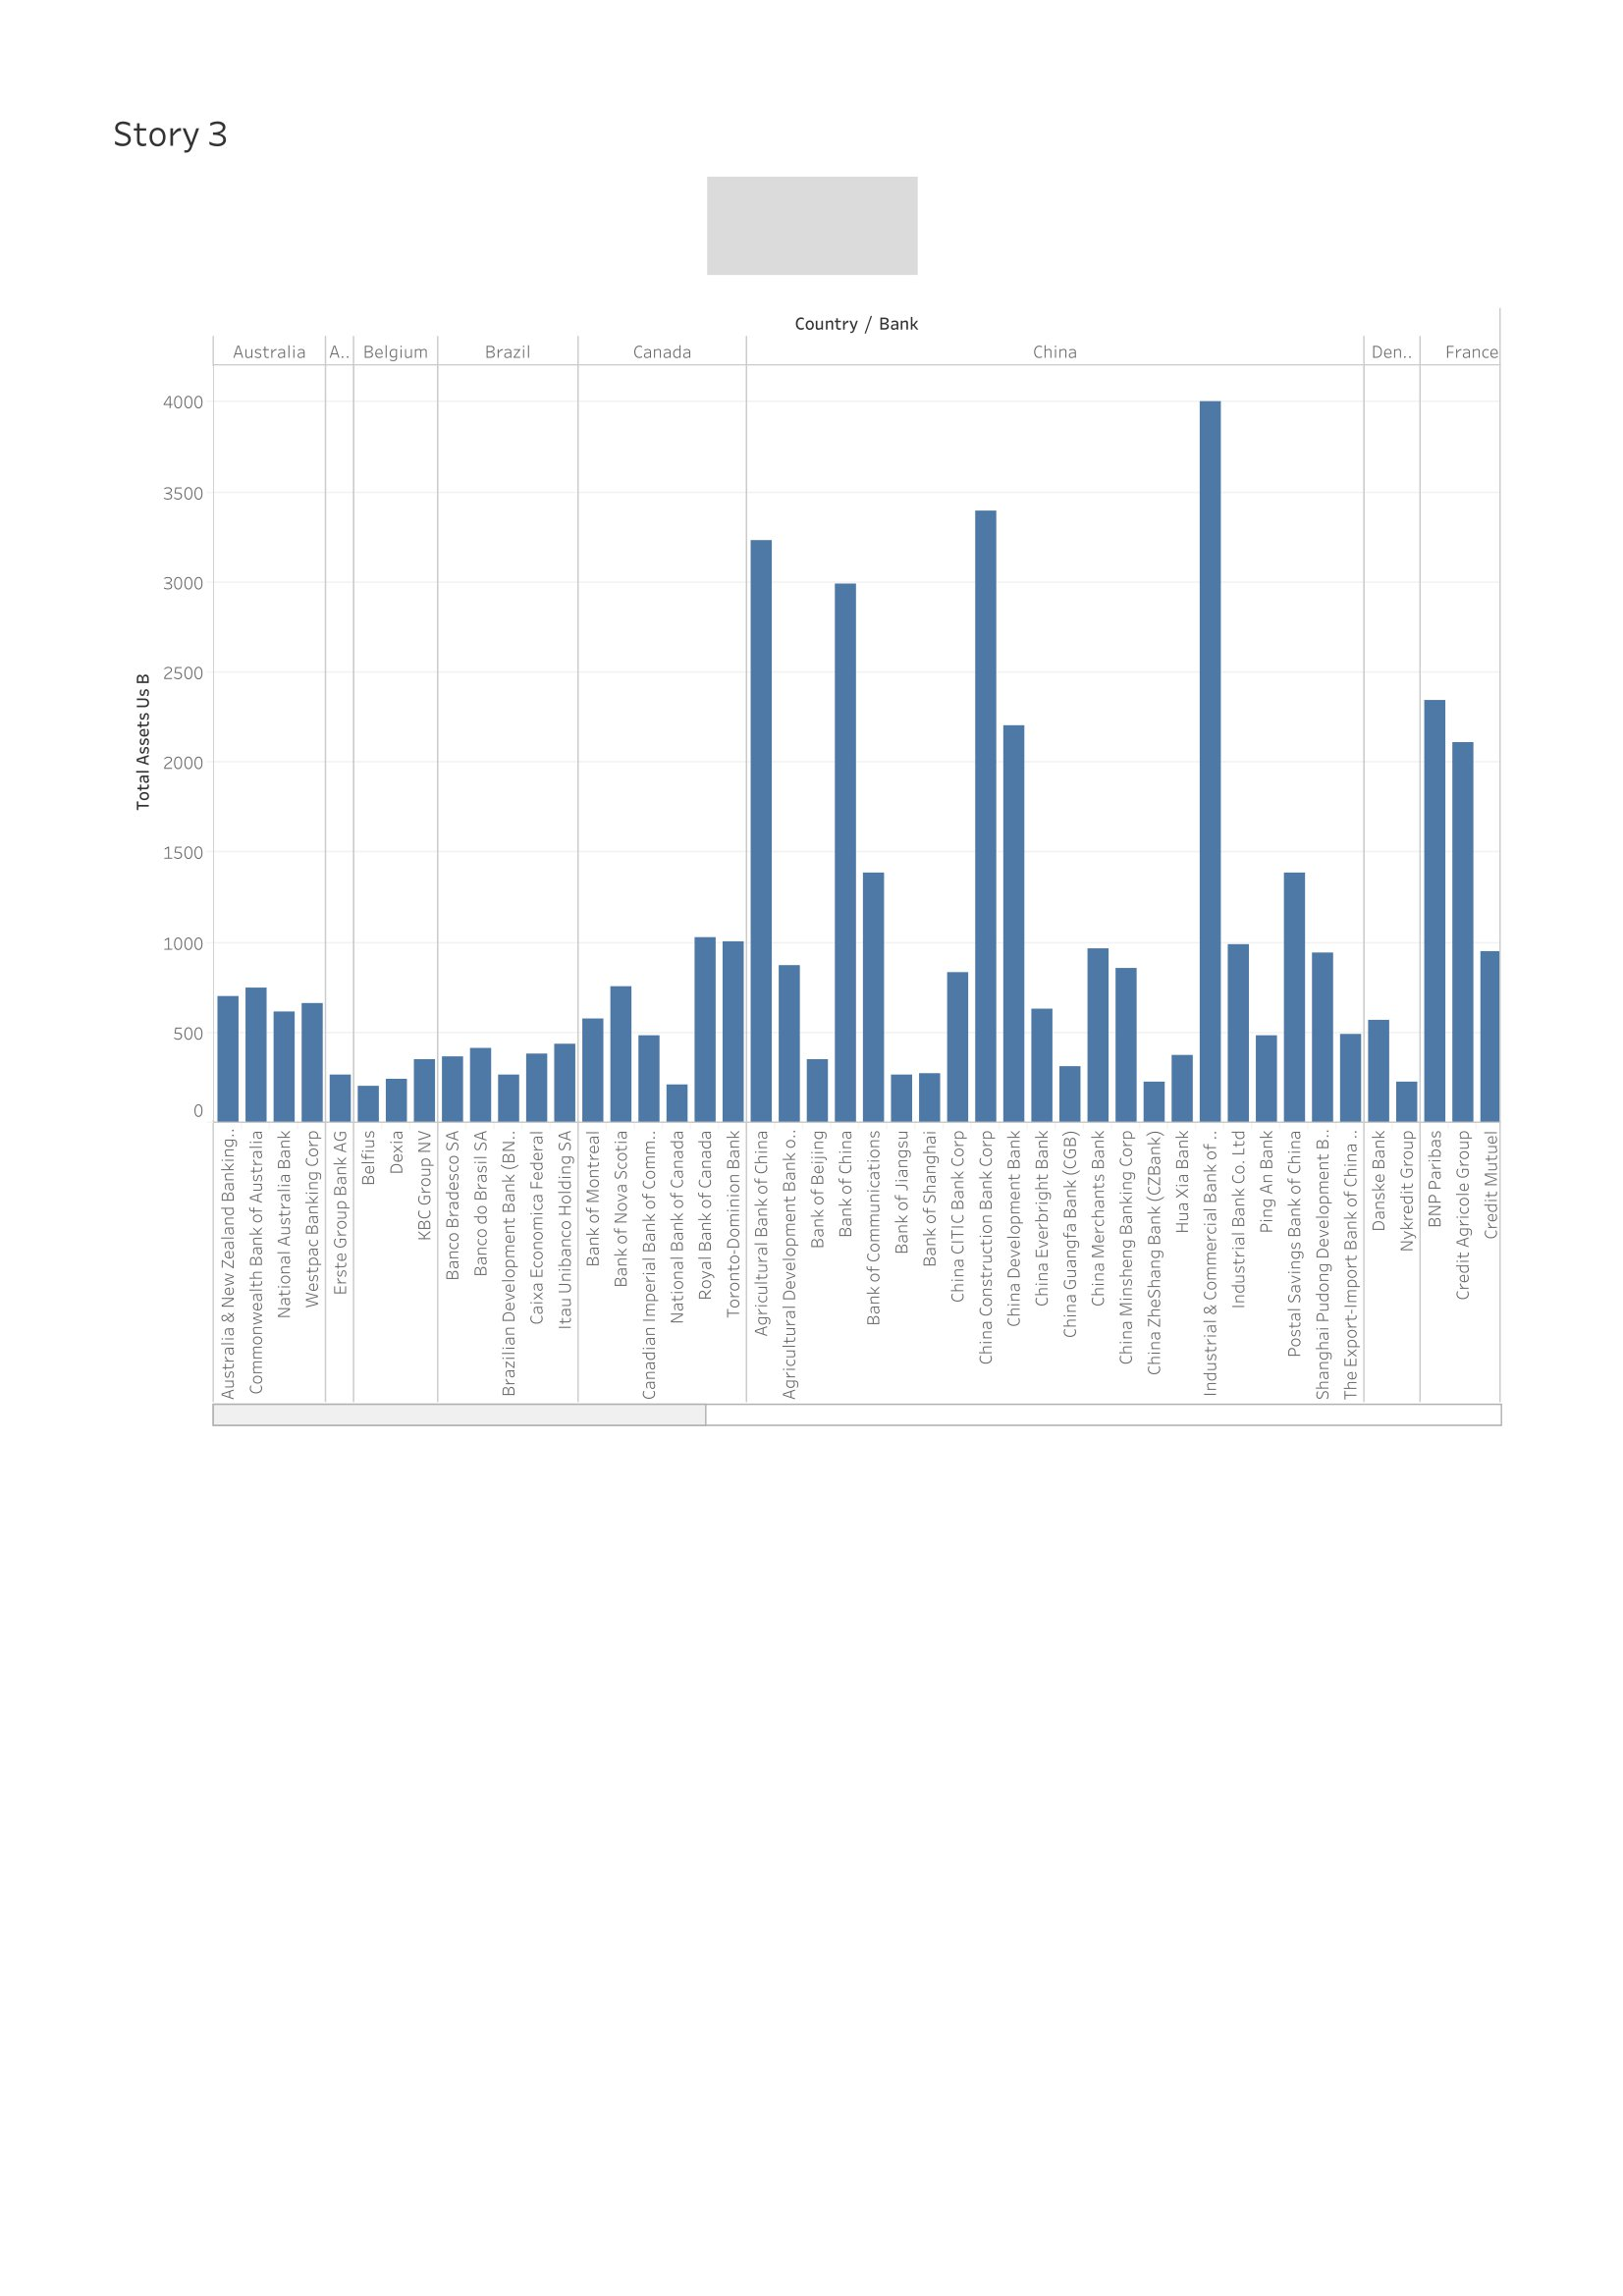 Story 3
Country / Bank
Australia
A..
Belgium
Brazil
Canada
China
Den..
France
4000
3500
3000
2500
2000
1500
1000
500
0
Total Assets Us B
Australia & New Zealand Banking..
Commonwealth Bank of Australia
National Australia Bank
Westpac Banking Corp
Erste Group Bank AG
Belfius
Dexia
KBC Group NV
Banco Bradesco SA
Banco do Brasil SA
Brazilian Development Bank (BN..
Caixa Economica Federal
Itau Unibanco Holding SA
Bank of Montreal
Bank of Nova Scotia
Canadian Imperial Bank of Comm..
National Bank of Canada
Royal Bank of Canada
Toronto-Dominion Bank
Agricultural Bank of China
Agricultural Development Bank o..
Bank of Beijing
Bank of China
Bank of Communications
Bank of Jiangsu
Bank of Shanghai
China CITIC Bank Corp
China Construction Bank Corp
China Development Bank
China Everbright Bank
China Guangfa Bank (CGB)
China Merchants Bank
China Minsheng Banking Corp
China ZheShang Bank (CZBank)
Hua Xia Bank
Industrial & Commercial Bank of ..
Industrial Bank Co. Ltd
Ping An Bank
Postal Savings Bank of China
Shanghai Pudong Development B..
The Export-Import Bank of China ..
Danske Bank
Nykredit Group
BNP Paribas
Credit Agricole Group
Credit Mutuel